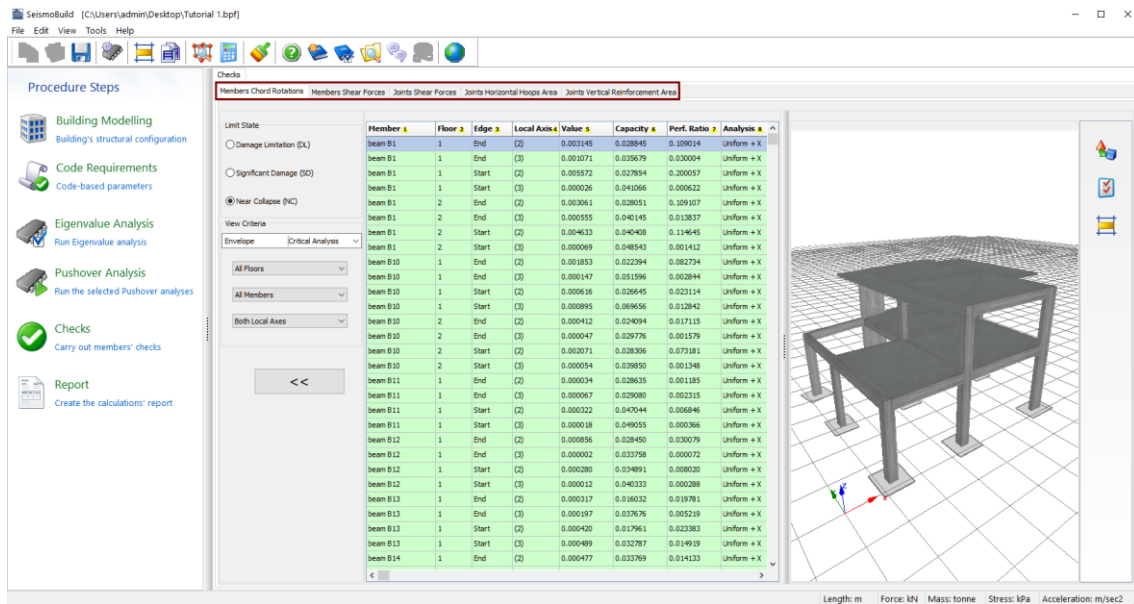 SeismoBuild [C:\Users\admin\Desktop\Tutorial 1.bpf]
File Edit View Tools Help
Procedure Steps
Building Modelling
Building's structural configuration
Code Requirements
Code-based parameters
Eigenvalue Analysis
Run Eigenvalue analysis
Pushover Analysis
Run the selected Pushover analyses
Checks
Carry out members' checks
Report
Create the calculations' report
Checks
Members Chord Rotations Members Shear Forces Joints Shear Forces Joints Horizontal Hoops Area Joints Vertical Reinforcement Area
Limit State
Damage Limitation (DL)
Significant Damage (SD)
Near Collapse (NC)
View Criteria
Envelope Critical Analysis
All Floors
All Members
Both Local Axes
<<
Member 1 Floor 2 Edge 3 Local Axis 4 Value 5 Capacity 6 Perf. Ratio 7 Analysis 8
beam B1 1 End (2) 0.003145 0.028845 0.109014 Uniform + X
beam B1 1 End (3) 0.001071 0.035679 0.030004 Uniform + X
beam B1 1 Start (2) 0.005572 0.027854 0.200057 Uniform + X
beam B1 1 Start (3) 0.000026 0.041066 0.000622 Uniform + X
beam B1 2 End (2) 0.003061 0.028051 0.109107 Uniform + X
beam B1 2 End (3) 0.000555 0.040145 0.013837 Uniform + X
beam B1 2 Start (2) 0.004633 0.040408 0.114645 Uniform + X
beam B1 2 Start (3) 0.000069 0.048543 0.001412 Uniform + X
beam B10 1 End (2) 0.001853 0.022394 0.082734 Uniform + X
beam B10 1 End (3) 0.000147 0.051596 0.002844 Uniform + X
beam B10 1 Start (2) 0.000616 0.026645 0.023114 Uniform + X
beam B10 1 Start (3) 0.000895 0.069656 0.012842 Uniform + X
beam B10 2 End (2) 0.000412 0.024094 0.017115 Uniform + X
beam B10 2 End (3) 0.000047 0.029776 0.001579 Uniform + X
beam B10 2 Start (2) 0.002071 0.028306 0.073181 Uniform + X
beam B10 2 Start (3) 0.000054 0.039850 0.001348 Uniform + X
beam B11 1 End (2) 0.000034 0.028635 0.001185 Uniform + X
beam B11 1 End (3) 0.000067 0.029080 0.002315 Uniform + X
beam B11 1 Start (2) 0.000322 0.047044 0.006846 Uniform + X
beam B11 1 Start (3) 0.000018 0.049055 0.000366 Uniform + X
beam B12 1 End (2) 0.000856 0.028450 0.030079 Uniform + X
beam B12 1 End (3) 0.000002 0.033758 0.000072 Uniform + X
beam B12 1 Start (2) 0.000280 0.034891 0.008020 Uniform + X
beam B12 1 Start (3) 0.000012 0.040333 0.000288 Uniform + X
beam B13 1 End (2) 0.000317 0.016032 0.019781 Uniform + X
beam B13 1 End (3) 0.000197 0.037676 0.005219 Uniform + X
beam B13 1 Start (2) 0.000420 0.017961 0.023383 Uniform + X
beam B13 1 Start (3) 0.000489 0.032787 0.014919 Uniform + X
beam B14 1 End (2) 0.000477 0.033769 0.014133 Uniform + X
Z
Y
X
Length: m Force: kN Mass: tonne Stress: kPa Acceleration: m/sec2